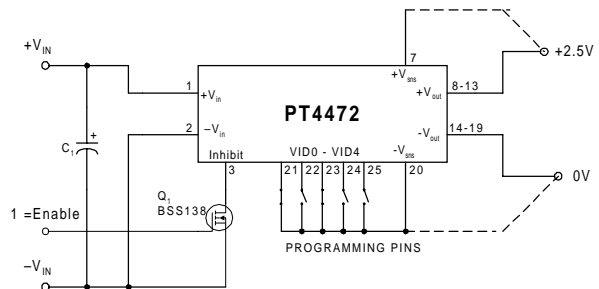 +V_IN
7
+V_sns
+2.5V
1
+V_in
+V_out
8-13
PT4472
2
−V_in
-V_out
14-19
+
C_1
Inhibit
VID0 - VID4
-V_sns
3
21
22
23
24
25
20
0V
Q_1
BSS138
1 =Enable
PROGRAMMING PINS
−V_IN